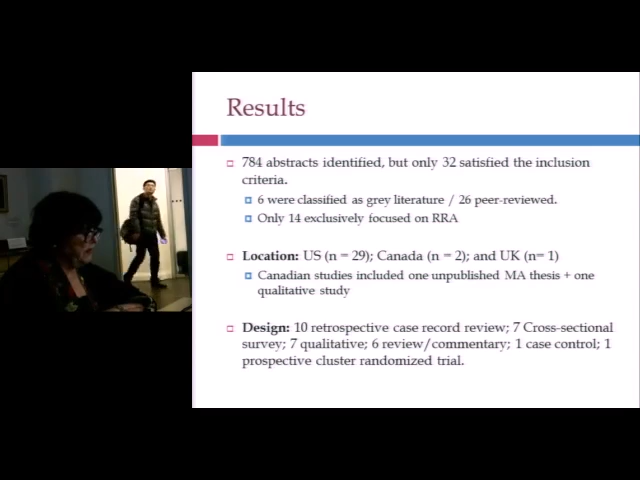 Results
784 abstracts identified, but only 32 satisfied the inclusion
criteria.
6 were classified as grey literature / 26 peer-reviewed.
Only 14 exclusively focused on RRA
Location: US (n = 29); Canada (n = 2); and UK (n= 1)
Canadian studies included one unpublished MA thesis + one
qualitative study
Design: 10 retrospective case record review; 7 Cross-sectional
survey; 7 qualitative; 6 review/commentary; 1 case control; 1
prospective cluster randomized trial.